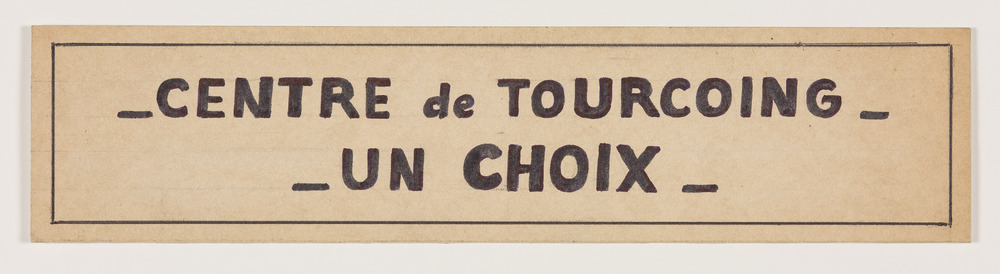 _CENTRE de TOURCOING_
_UN CHOIX_